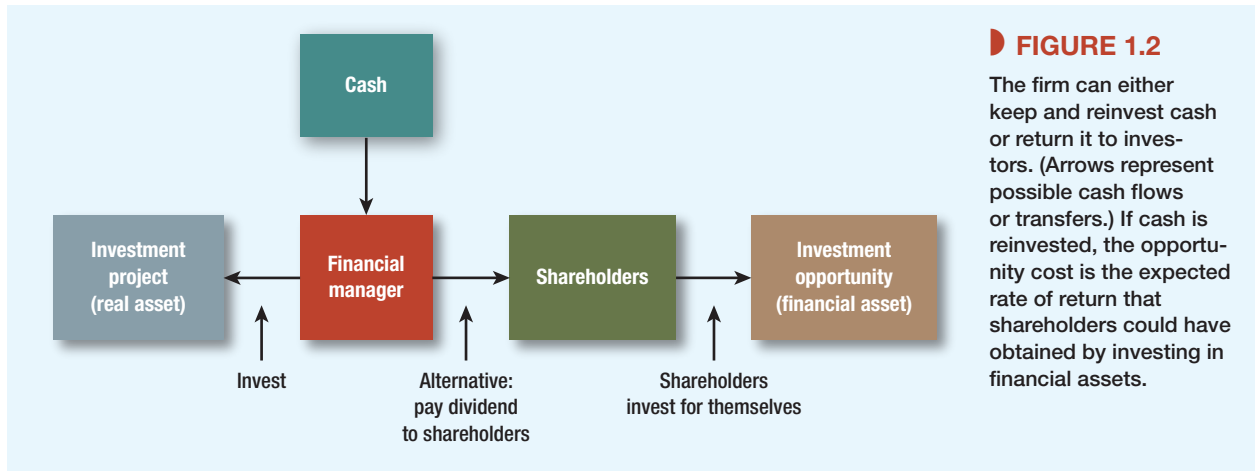 Cash
Investment
project
(real asset)
Financial
manager
Shareholders
Investment
opportunity
(financial asset)
Invest
Alternative:
pay dividend
to shareholders
Shareholders
invest for themselves
FIGURE 1.2
The firm can either
keep and reinvest cash
or return it to inves-
tors. (Arrows represent
possible cash flows
or transfers.) If cash is
reinvested, the opportu-
nity cost is the expected
rate of return that
shareholders could have
obtained by investing in
financial assets.